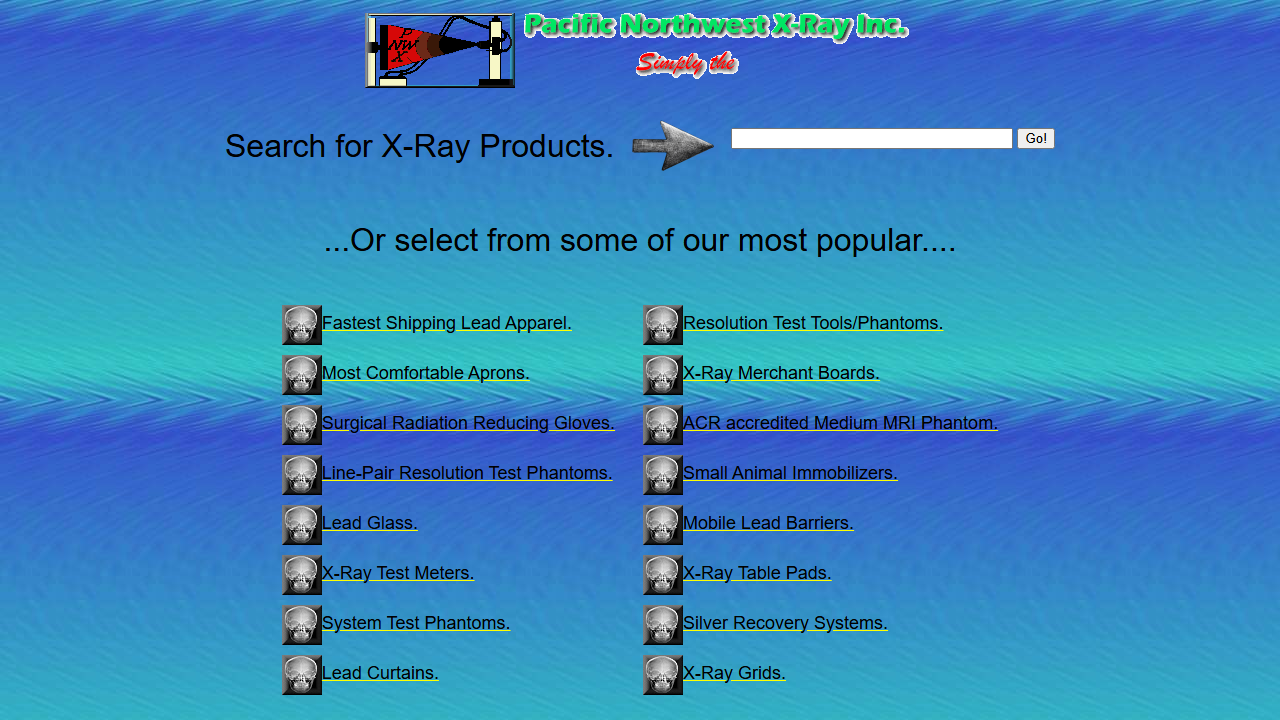 P
NW
X
Pacific Northwest X-Ray Inc.
Simply the
Search for X-Ray Products.
Go!
...Or select from some of our most popular....
Fastest Shipping Lead Apparel.
Resolution Test Tools/Phantoms.
Most Comfortable Aprons.
X-Ray Merchant Boards.
Surgical Radiation Reducing Gloves.
ACR accredited Medium MRI Phantom.
Line-Pair Resolution Test Phantoms.
Small Animal Immobilizers.
Lead Glass.
Mobile Lead Barriers.
X-Ray Test Meters.
X-Ray Table Pads.
System Test Phantoms.
Silver Recovery Systems.
Lead Curtains.
X-Ray Grids.